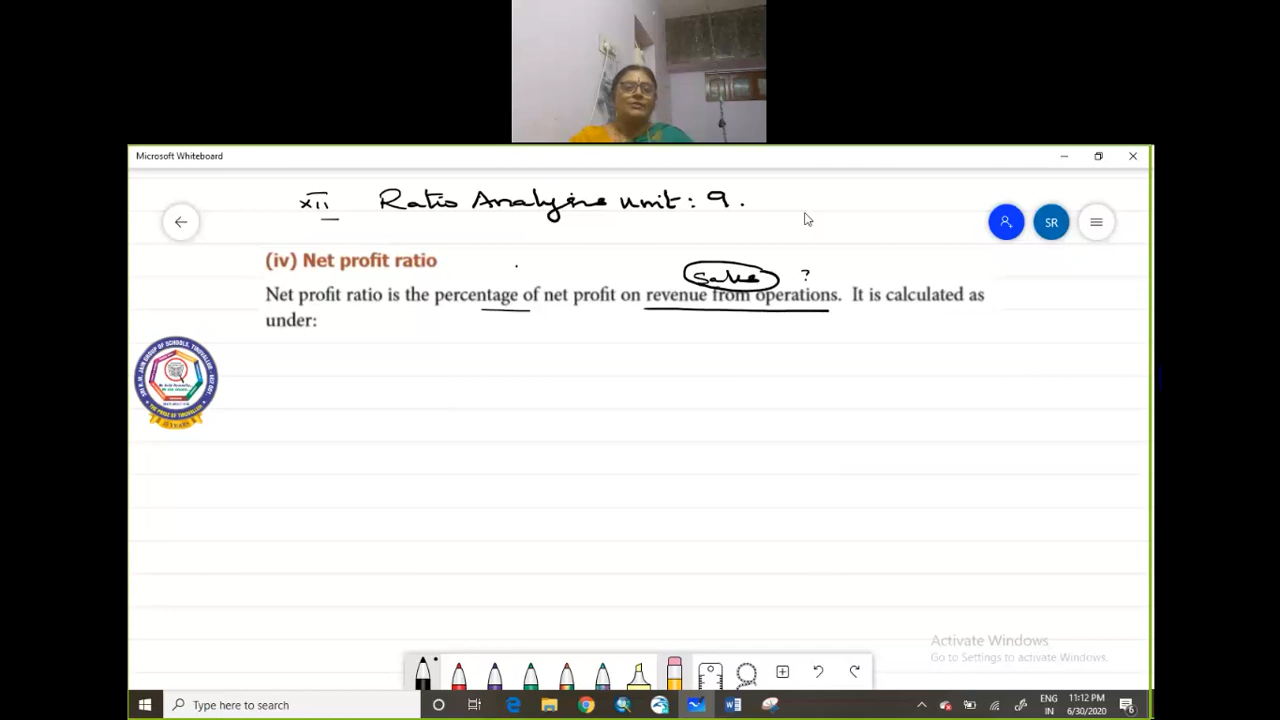 Microsoft Whiteboard
XII Ratio Analysis unit: 9.
SR
(iv) Net profit ratio
Sales ?
Net profit ratio is the percentage of net profit on revenue from operations. It is calculated as
under:
Activate Windows
Go to Settings to activate Windows.
Type here to search
ENG
IN
11:12 PM
6/30/2020
6